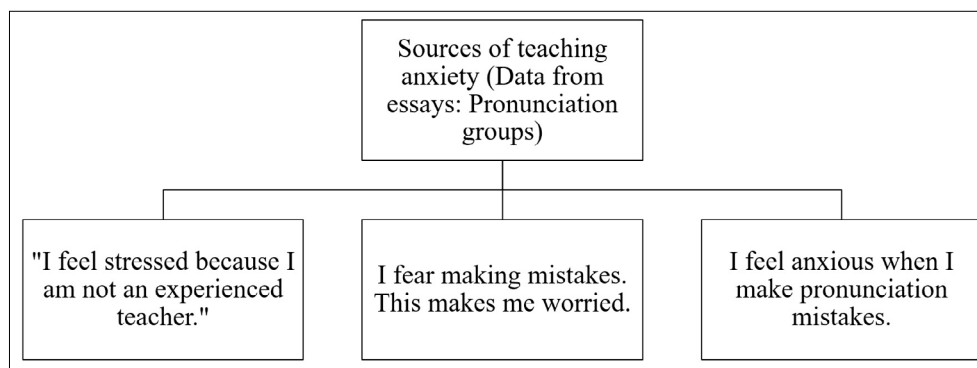 Sources of teaching
anxiety (Data from
essays: Pronunciation
groups)
"I feel stressed because I
am not an experienced
teacher."
I fear making mistakes.
This makes me worried.
I feel anxious when I
make pronunciation
mistakes.